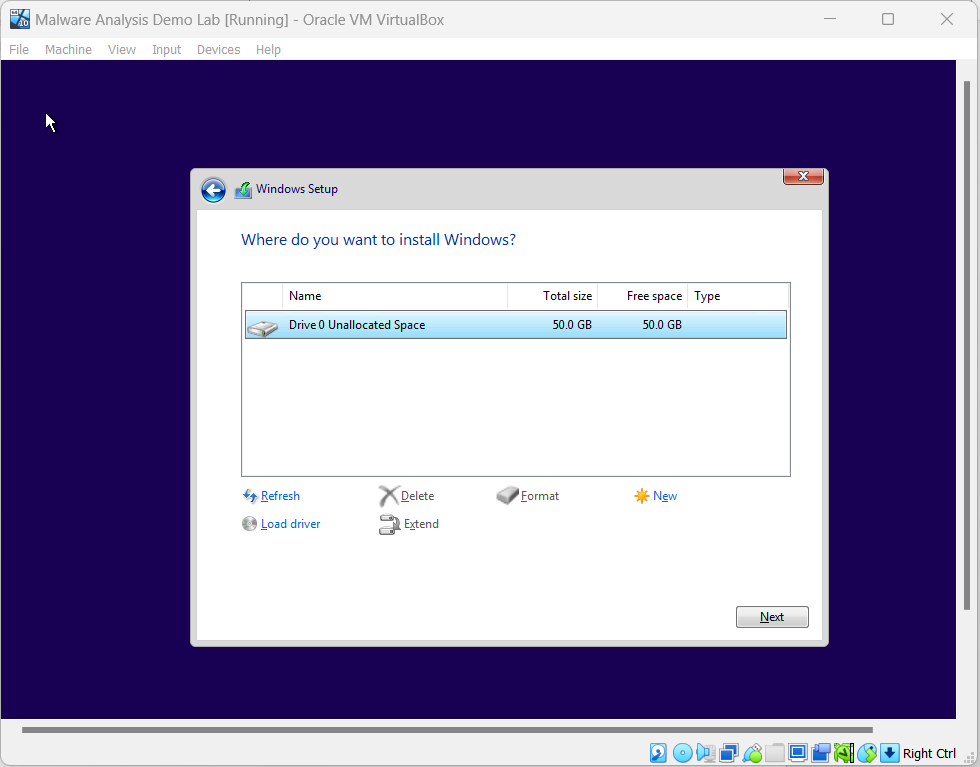 Malware Analysis Demo Lab [Running] - Oracle VM VirtualBox
File Machine View Input Devices Help
Windows Setup
Where do you want to install Windows?
Name Total size Free space Type
Drive 0 Unallocated Space 50.0 GB 50.0 GB
Refresh Delete Format New
Load driver Extend
Next
Right Ctrl